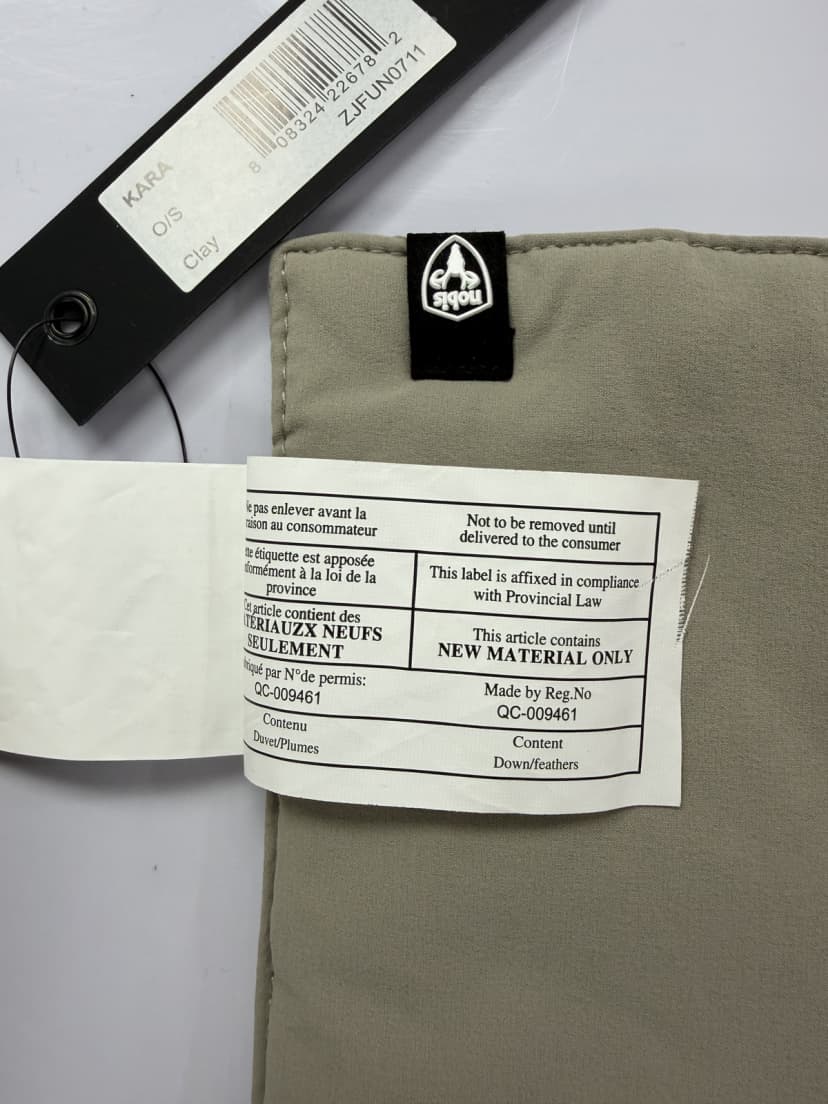 8 08324 22678 2
ZJFUN0711
KARA
O/S
Clay
nobis
e pas enlever avant la
raison au consommateur
Not to be removed until
delivered to the consumer
te étiquette est apposée
formément à la loi de la
province
This label is affixed in compliance
with Provincial Law
Cet article contient des
TÉRIAUZX NEUFS
SEULEMENT
This article contains
NEW MATERIAL ONLY
riqué par N°de permis:
QC-009461
Made by Reg.No
QC-009461
Contenu
Duvet/Plumes
Content
Down/feathers